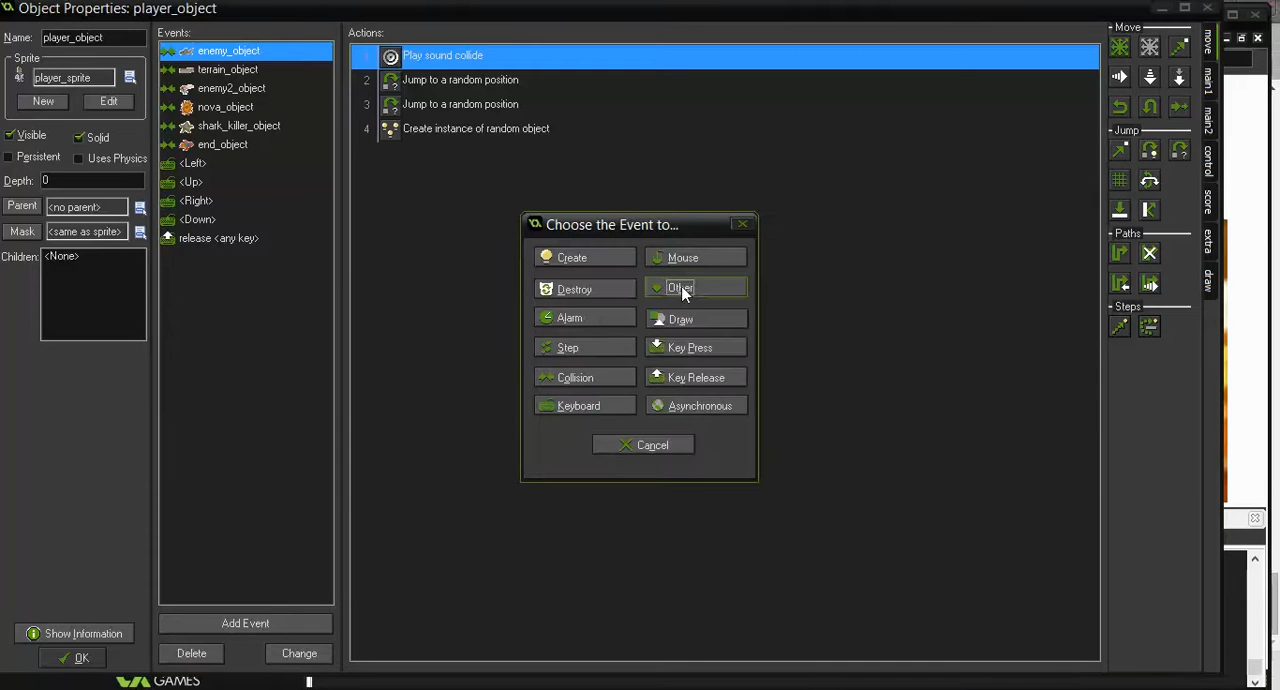 Object Properties: player_object
Name: player_object
Sprite
player_sprite
New Edit
Visible Solid
Persistent Uses Physics
Depth: 0
Parent <no parent>
Mask <same as sprite>
Children: <None>
Show Information
OK
Events:
enemy_object
terrain_object
enemy2_object
nova_object
shark_killer_object
end_object
<Left>
<Up>
<Right>
<Down>
release <any key>
Add Event
Delete Change
Actions:
1 Play sound collide
2 Jump to a random position
3 Jump to a random position
4 Create instance of random object
Choose the Event to...
Create Mouse
Destroy Other
Alarm Draw
Step Key Press
Collision Key Release
Keyboard Asynchronous
Cancel
Move
Jump
Paths
Steps
move
main1
main2
control
score
extra
draw
GAMES